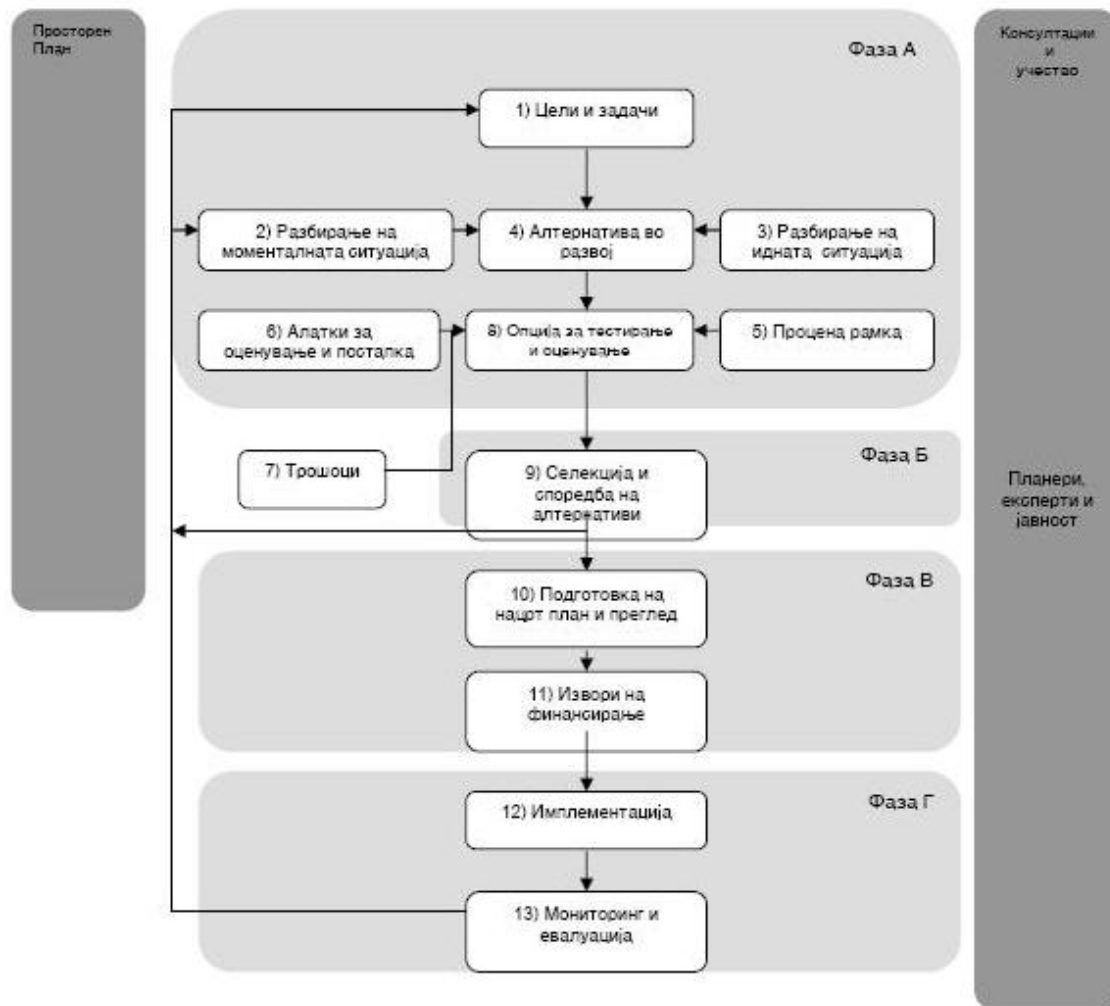 Просторен
План
Фаза А
Консултации
и
учество
1) Цели и задачи
2) Разбирање на
моменталната ситуација
4) Алтернатива во
развој
3) Разбирање на
идната ситуација
6) Алатки за
оценување и постапка
8) Опција за тестирање
и оценување
5) Процена рамка
Фаза Б
7) Трошоци
9) Селекција и
споредба на
алтернативи
Планери,
експерти и
јавност
Фаза В
10) Подготовка на
нацрт план и преглед
11) Извори на
финансирање
Фаза Г
12) Имплементација
13) Мониторинг и
евалуација